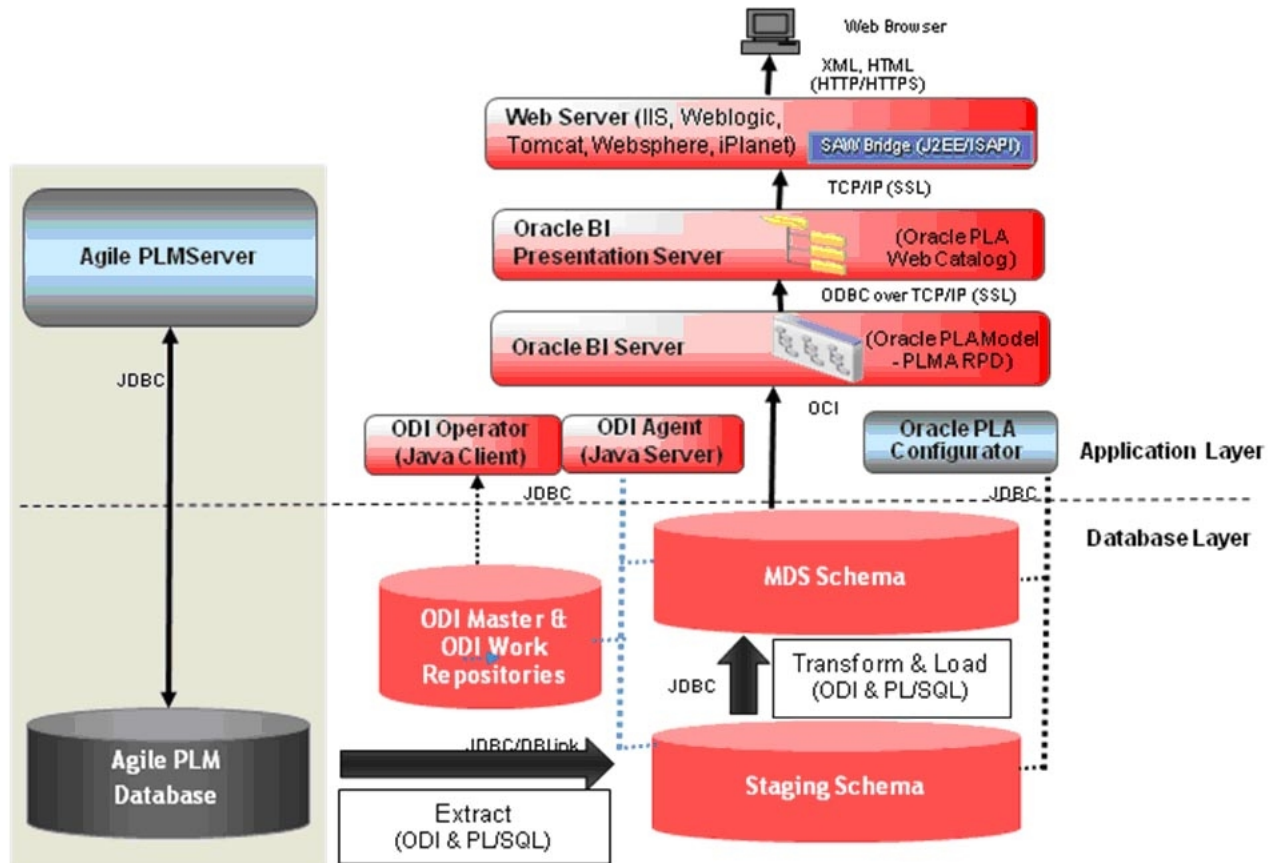 Web Browser
XML, HTML
(HTTP/HTTPS)
Web Server (IIS, Weblogic,
Tomcat, Websphere, iPlanet)
SAW Bridge (J2EE/ISAPI)
TCP/IP (SSL)
Oracle BI
Presentation Server
(Oracle PLA
Web Catalog)
ODBC over TCP/IP (SSL)
Oracle BI Server
(Oracle PLAModel
- PLMA RPD)
OCI
Agile PLMServer
JDBC
ODI Operator
(Java Client)
ODI Agent
(Java Server)
Oracle PLA
Configurator
Application Layer
JDBC
JDBC
Database Layer
MDS Schema
ODI Master &
ODI Work
Repositories
JDBC
Transform & Load
(ODI & PL/SQL)
JDBC/DBLink
Agile PLM
Database
Staging Schema
Extract
(ODI & PL/SQL)